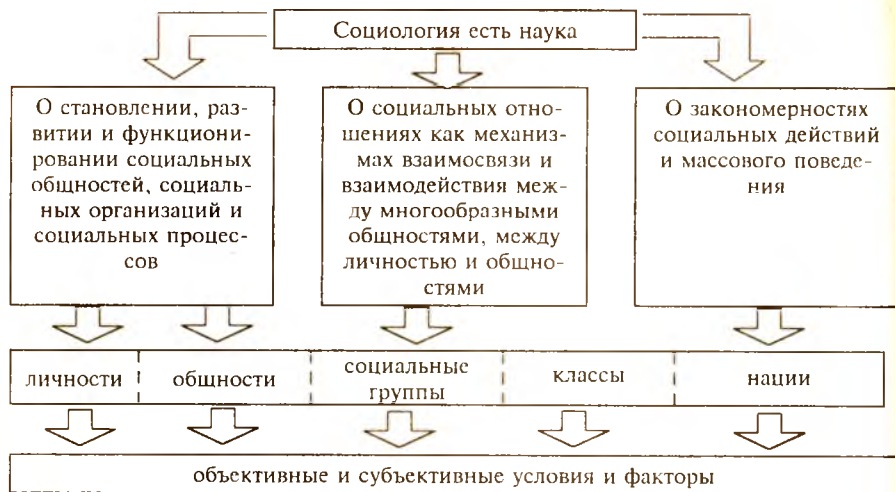 Социология есть наука
О становлении, раз-
витии и функциони-
ровании социальных
общностей, социаль-
ных организаций и
социальных процес-
сов
О социальных отно-
шениях как механиз-
мах взаимосвязи и
взаимодействия меж-
ду многообразными
общностями, между
личностью и общно-
стями
О закономерностях
социальных действий
и массового поведе-
ния
личности
общности
социальные
группы
классы
нации
объективные и субъективные условия и факторы